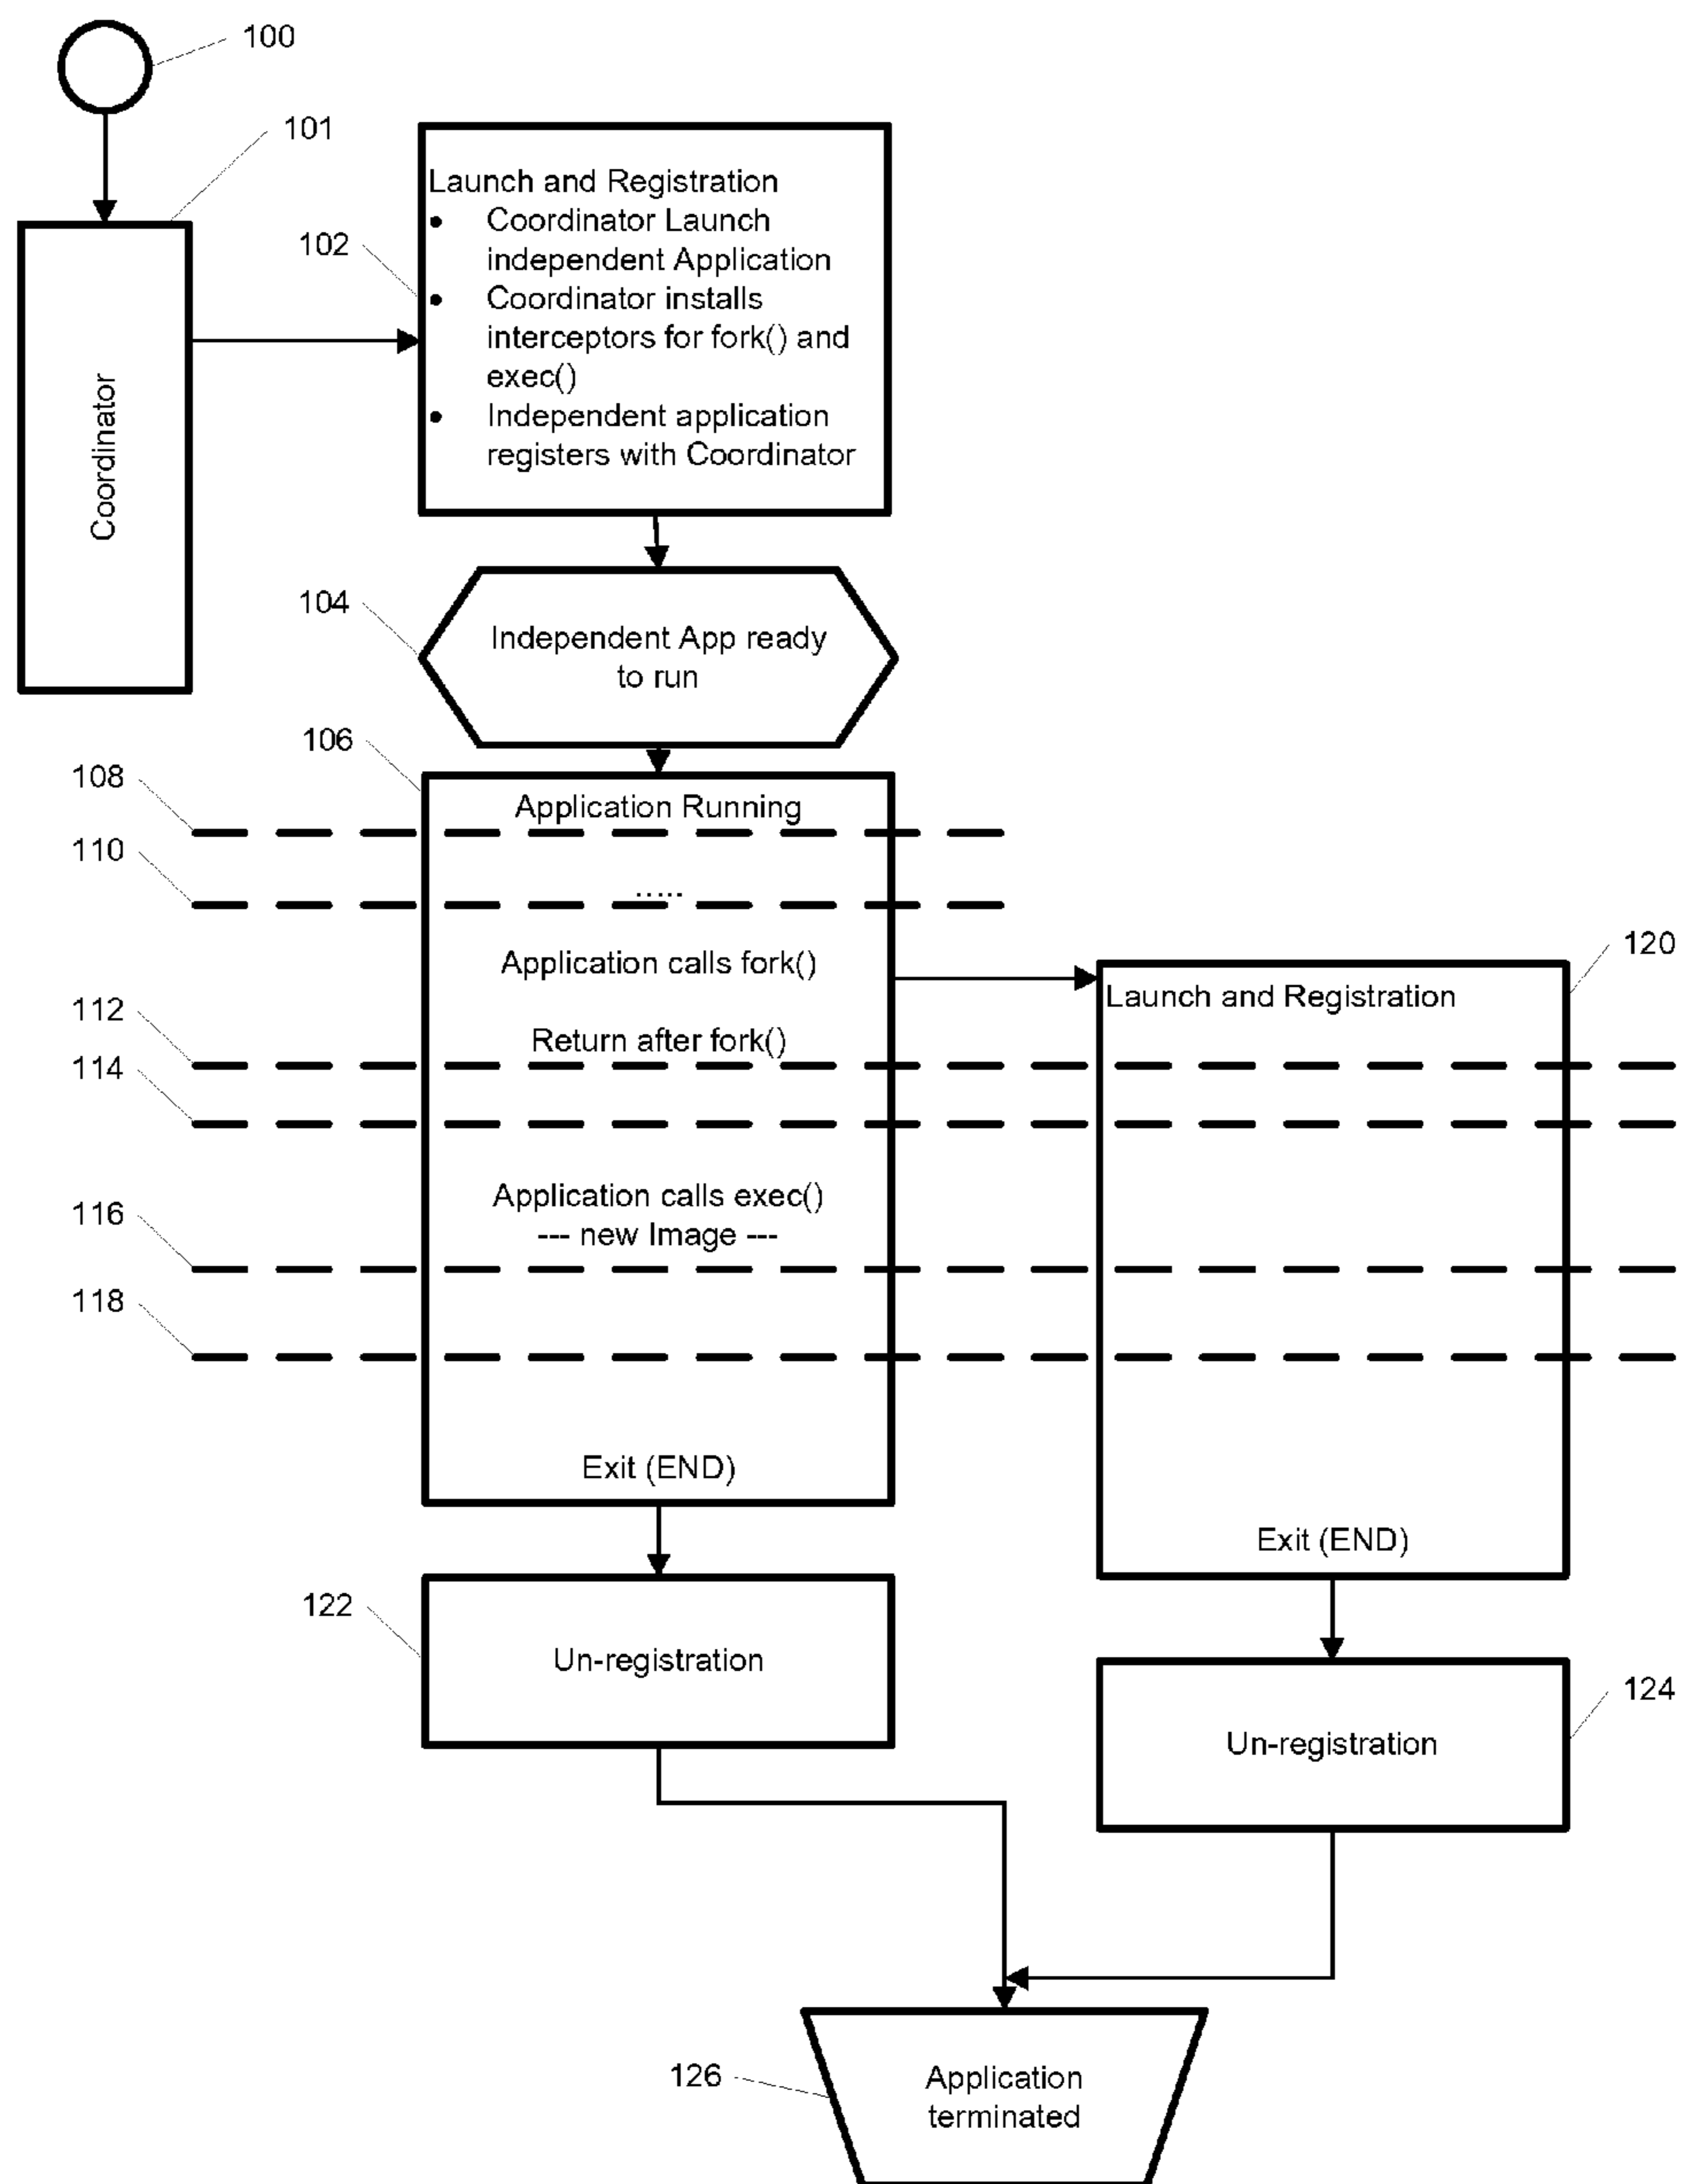 100
101
Launch and Registration
• Coordinator Launch
independent Application
102
• Coordinator installs
interceptors for fork() and
exec()
• Independent application
registers with Coordinator
Coordinator
104
Independent App ready
to run
106
108
Application Running
110
.....
Application calls fork()
120
Launch and Registration
112
Return after fork()
114
Application calls exec()
116
--- new Image ---
118
Exit (END)
Exit (END)
122
Un-registration
124
Un-registration
126
Application
terminated